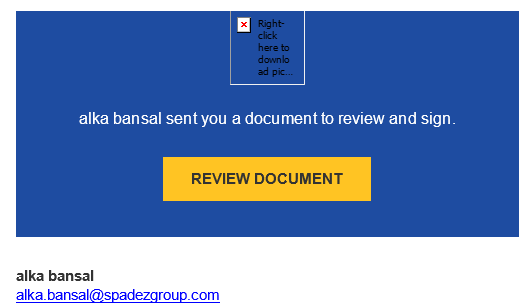 Right-
click
here to
downlo
ad pic...
alka bansal sent you a document to review and sign.
REVIEW DOCUMENT
alka bansal
alka.bansal@spadezgroup.com